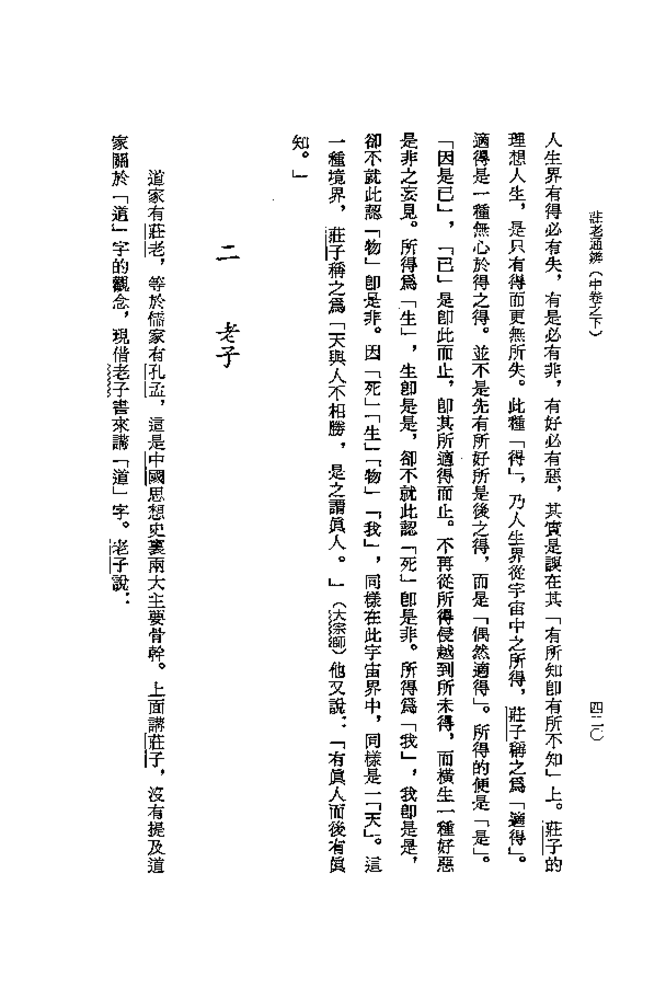 莊老通辨（中卷之下）
四二〇
人生界有得必有失，有是必有非，有好必有惡，其實是誤在其「有所知卽有所不知」上。莊子的
理想人生，是只有得而更無所失。此種「得」，乃人生界從宇宙中之所得，莊子稱之爲「適得」。
適得是一種無心於得之得。並不是先有所好所是後之得，而是「偶然適得」。所得的便是「是」。
「因是已」，「已」是卽此而止，卽其所適得而止。不再從所得侵越到所未得，而橫生一種好惡
是非之妄見。所得爲「生」，生卽是是，卻不就此認「死」卽是非。所得爲「我」，我卽是是，
卻不就此認「物」卽是非。因「死」「生」「物」「我」，同樣在此宇宙界中，同樣是一「天」。這
一種境界，莊子稱之爲「天與人不相勝，是之謂眞人。」（大宗師）他又說：「有眞人而後有眞
知。」
二　老子
道家有莊老，等於儒家有孔孟，這是中國思想史裏兩大主要骨幹。上面講莊子，沒有提及道
家關於「道」字的觀念，現借老子書來講「道」字。老子說：